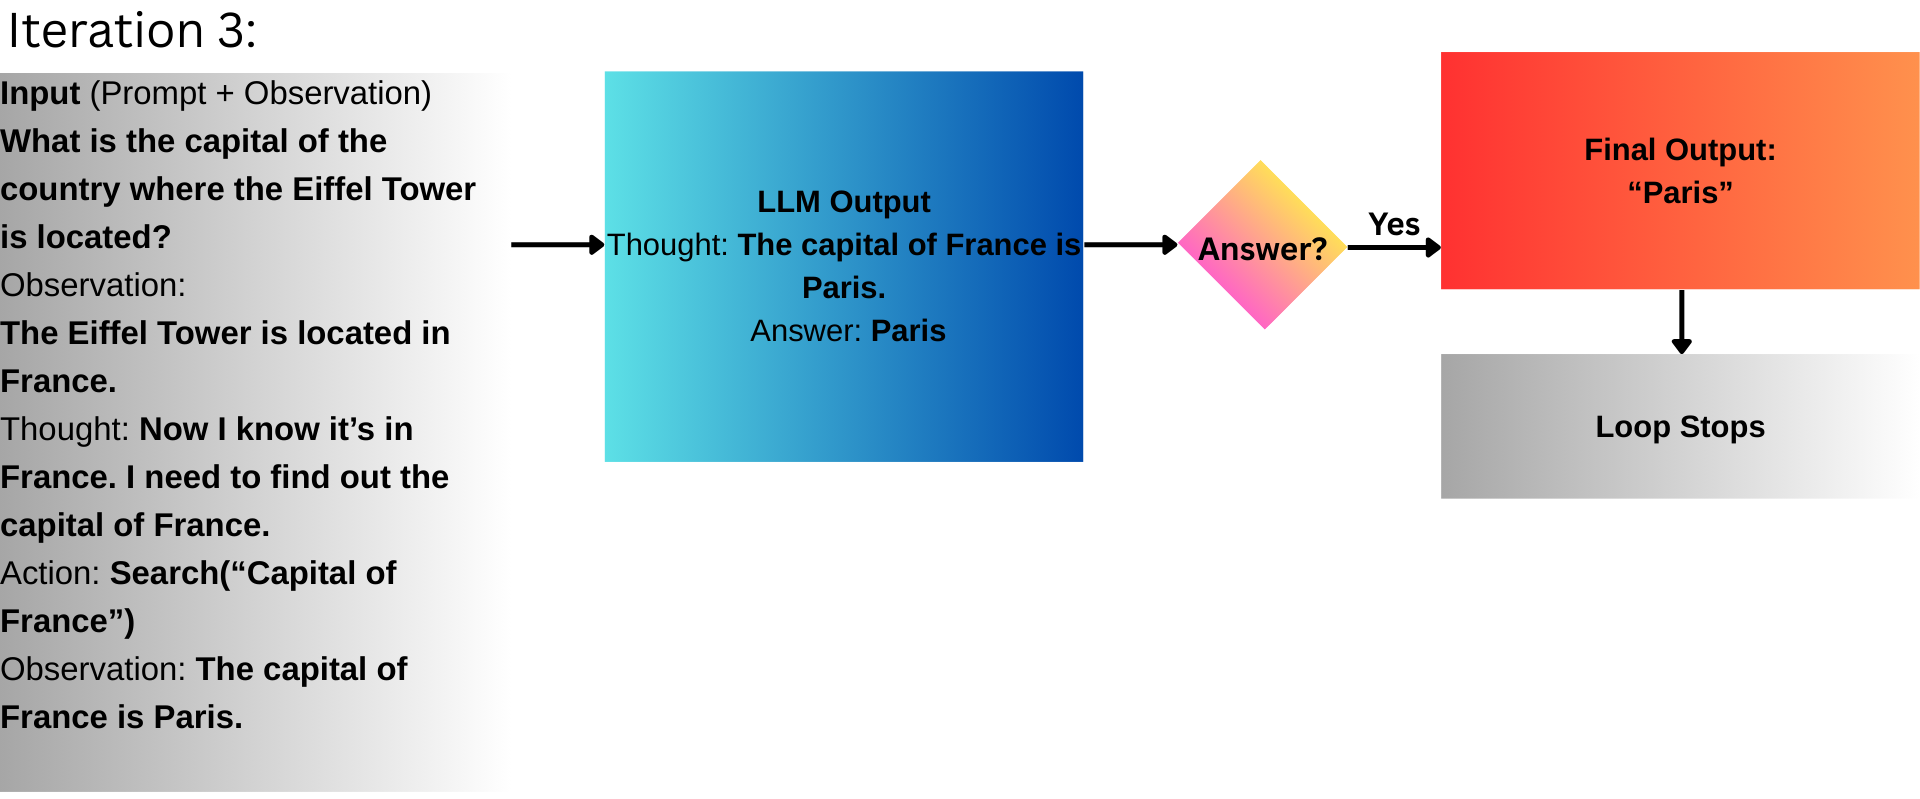 Iteration 3:
Input (Prompt + Observation)
What is the capital of the
country where the Eiffel Tower
is located?
Observation:
The Eiffel Tower is located in
France.
Thought: Now I know it’s in
France. I need to find out the
capital of France.
Action: Search(“Capital of
France”)
Observation: The capital of
France is Paris.
LLM Output
Thought: The capital of France is
Paris.
Answer: Paris
Answer?
Yes
Final Output:
“Paris”
Loop Stops